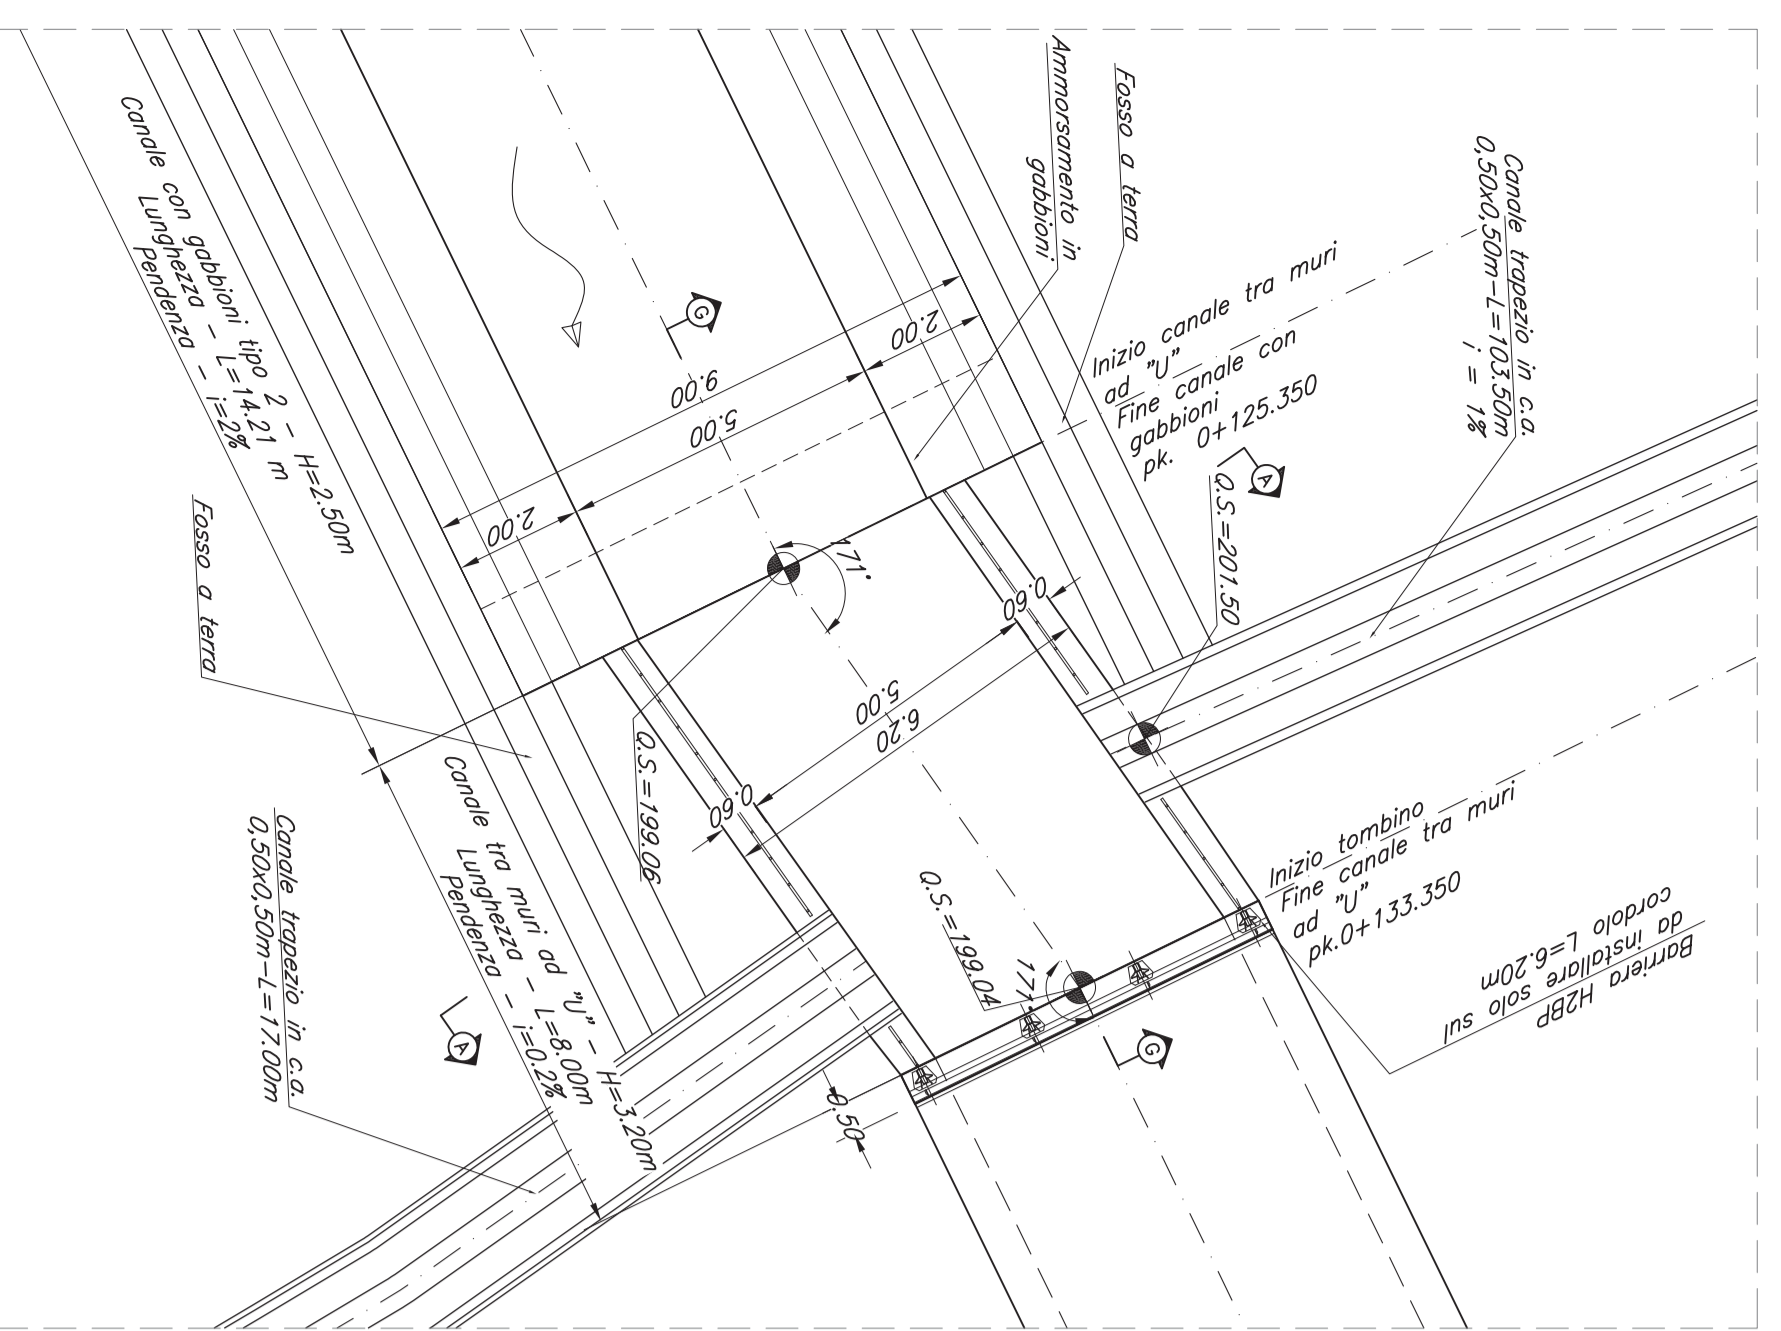 Ammorsamento in
gabbioni
Fosso a terra
Canale trapezio in c.a.
0,50x0,50m-L=103.50m
i = 1%
Canale con gabbioni tipo 2 - H=2.50m
Lunghezza - L=14.21 m
Pendenza - i=2%
G
2.00
9.00
5.00
2.00
Inizio canale tra muri
ad "U"
Fine canale con
gabbioni
pk. 0+125.350
A
Q.S.=201.50
Fosso a terra
171°
0.60
5.00
6.20
0.60
Q.S.=199.06
Canale tra muri ad "U" - H=3.20m
Lunghezza - L=8.00m
Pendenza - i=0.2%
Canale trapezio in c.a.
0,50x0,50m-L=17.00m
Inizio tombino
Fine canale tra muri
ad "U"
pk.0+133.350
Barriera H2BP
da installare solo sul
cordolo L=6.20m
Q.S.=199.04
171°
G
A
0.50